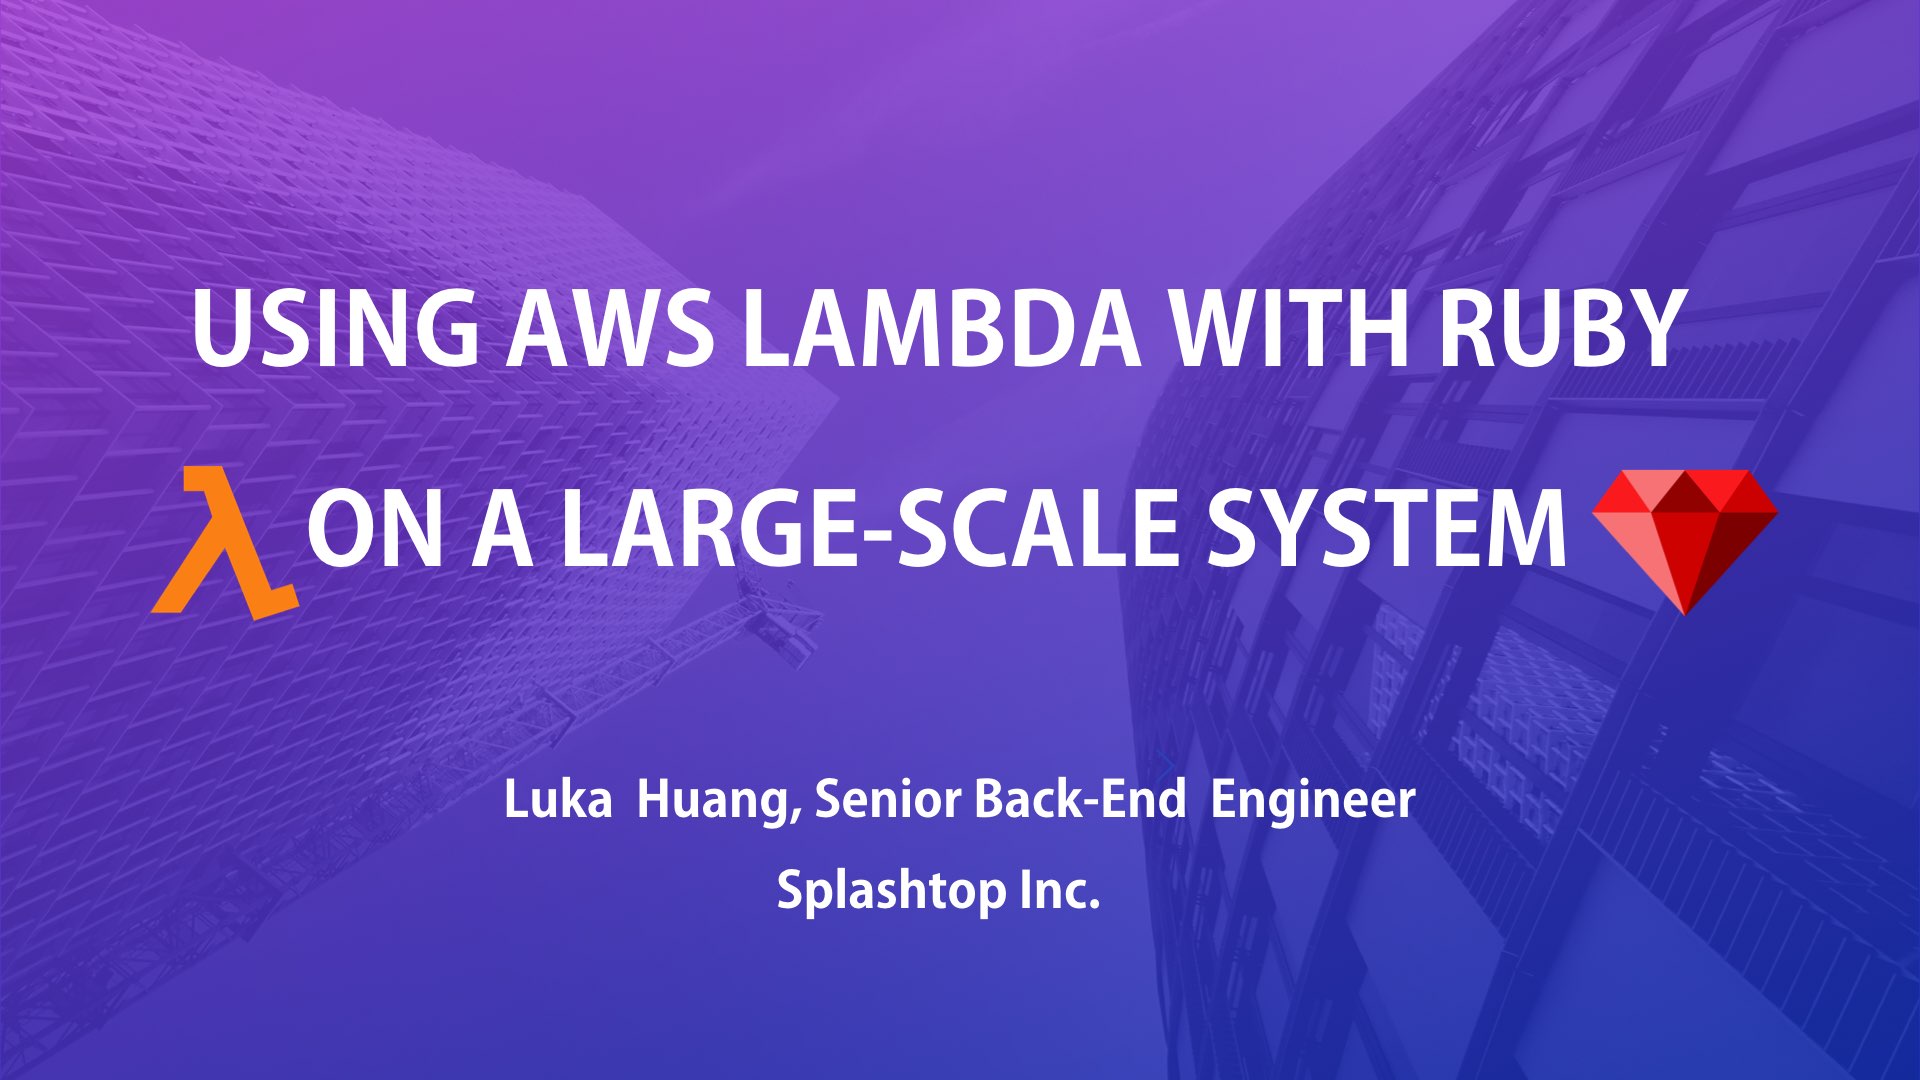 USING AWS LAMBDA WITH RUBY
ON A LARGE-SCALE SYSTEM
Luka Huang, Senior Back-End Engineer
Splashtop Inc.